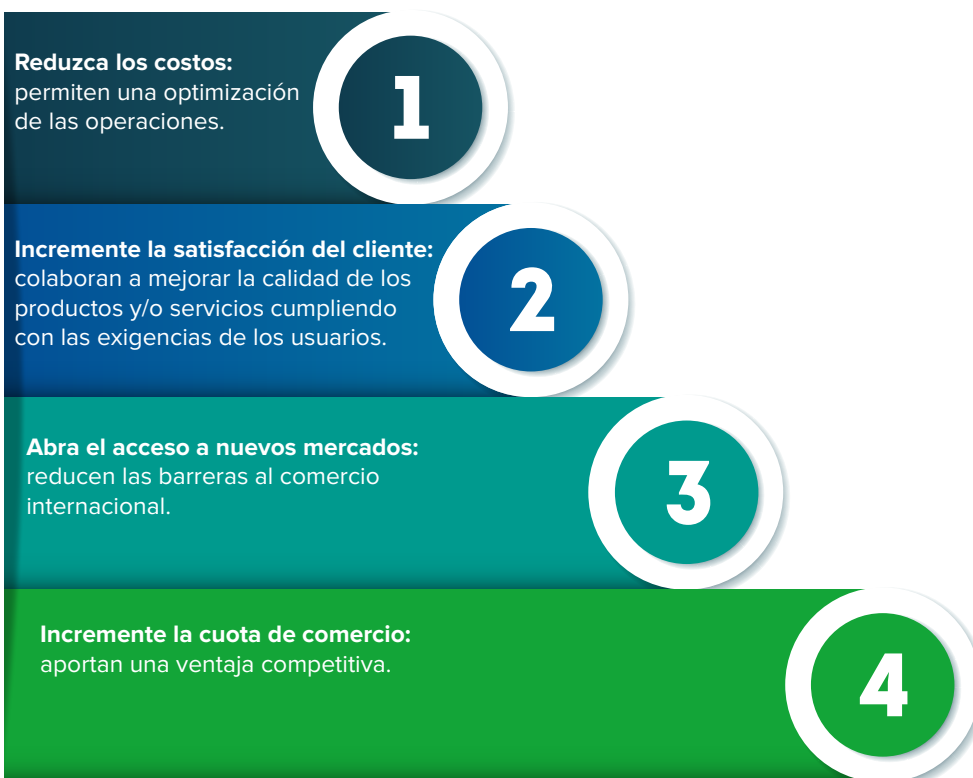 Reduzca los costos:
permiten una optimización
de las operaciones.
1
Incremente la satisfacción del cliente:
colaboran a mejorar la calidad de los
productos y/o servicios cumpliendo
con las exigencias de los usuarios.
2
Abra el acceso a nuevos mercados:
reducen las barreras al comercio
internacional.
3
Incremente la cuota de comercio:
aportan una ventaja competitiva.
4